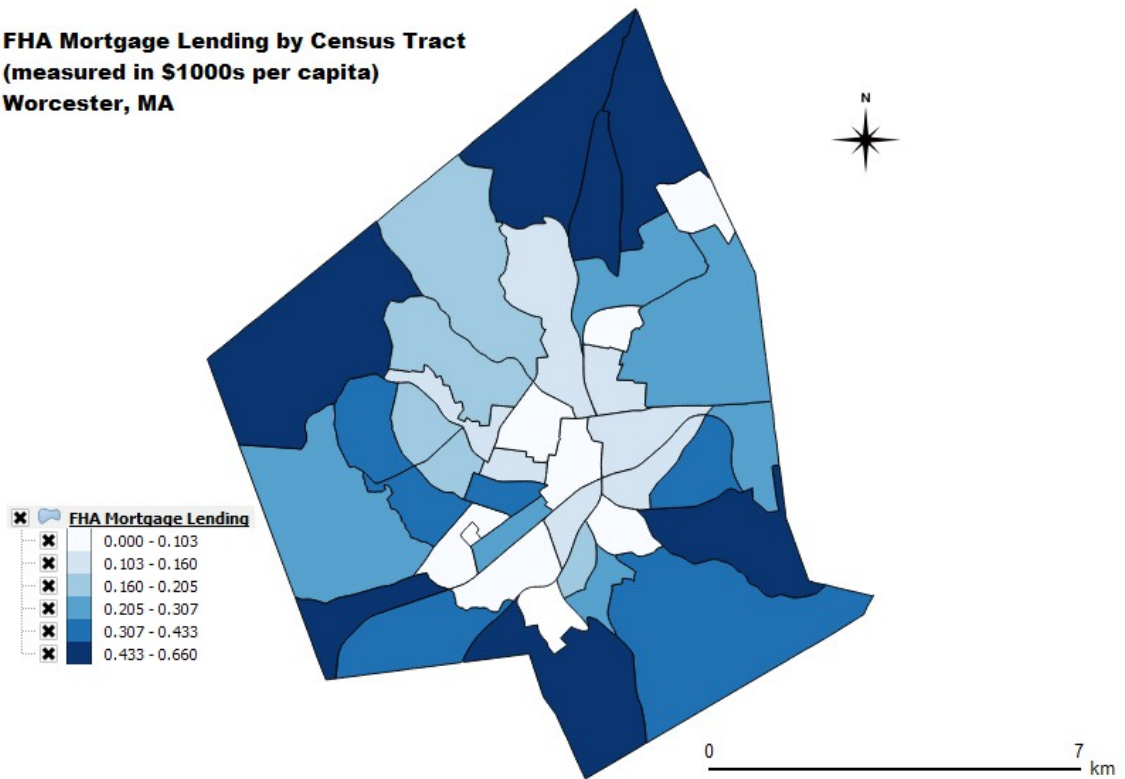 FHA Mortgage Lending by Census Tract
(measured in $1000s per capita)
Worcester, MA
N
FHA Mortgage Lending
0.000 - 0.103
0.103 - 0.160
0.160 - 0.205
0.205 - 0.307
0.307 - 0.433
0.433 - 0.660
0 7
km